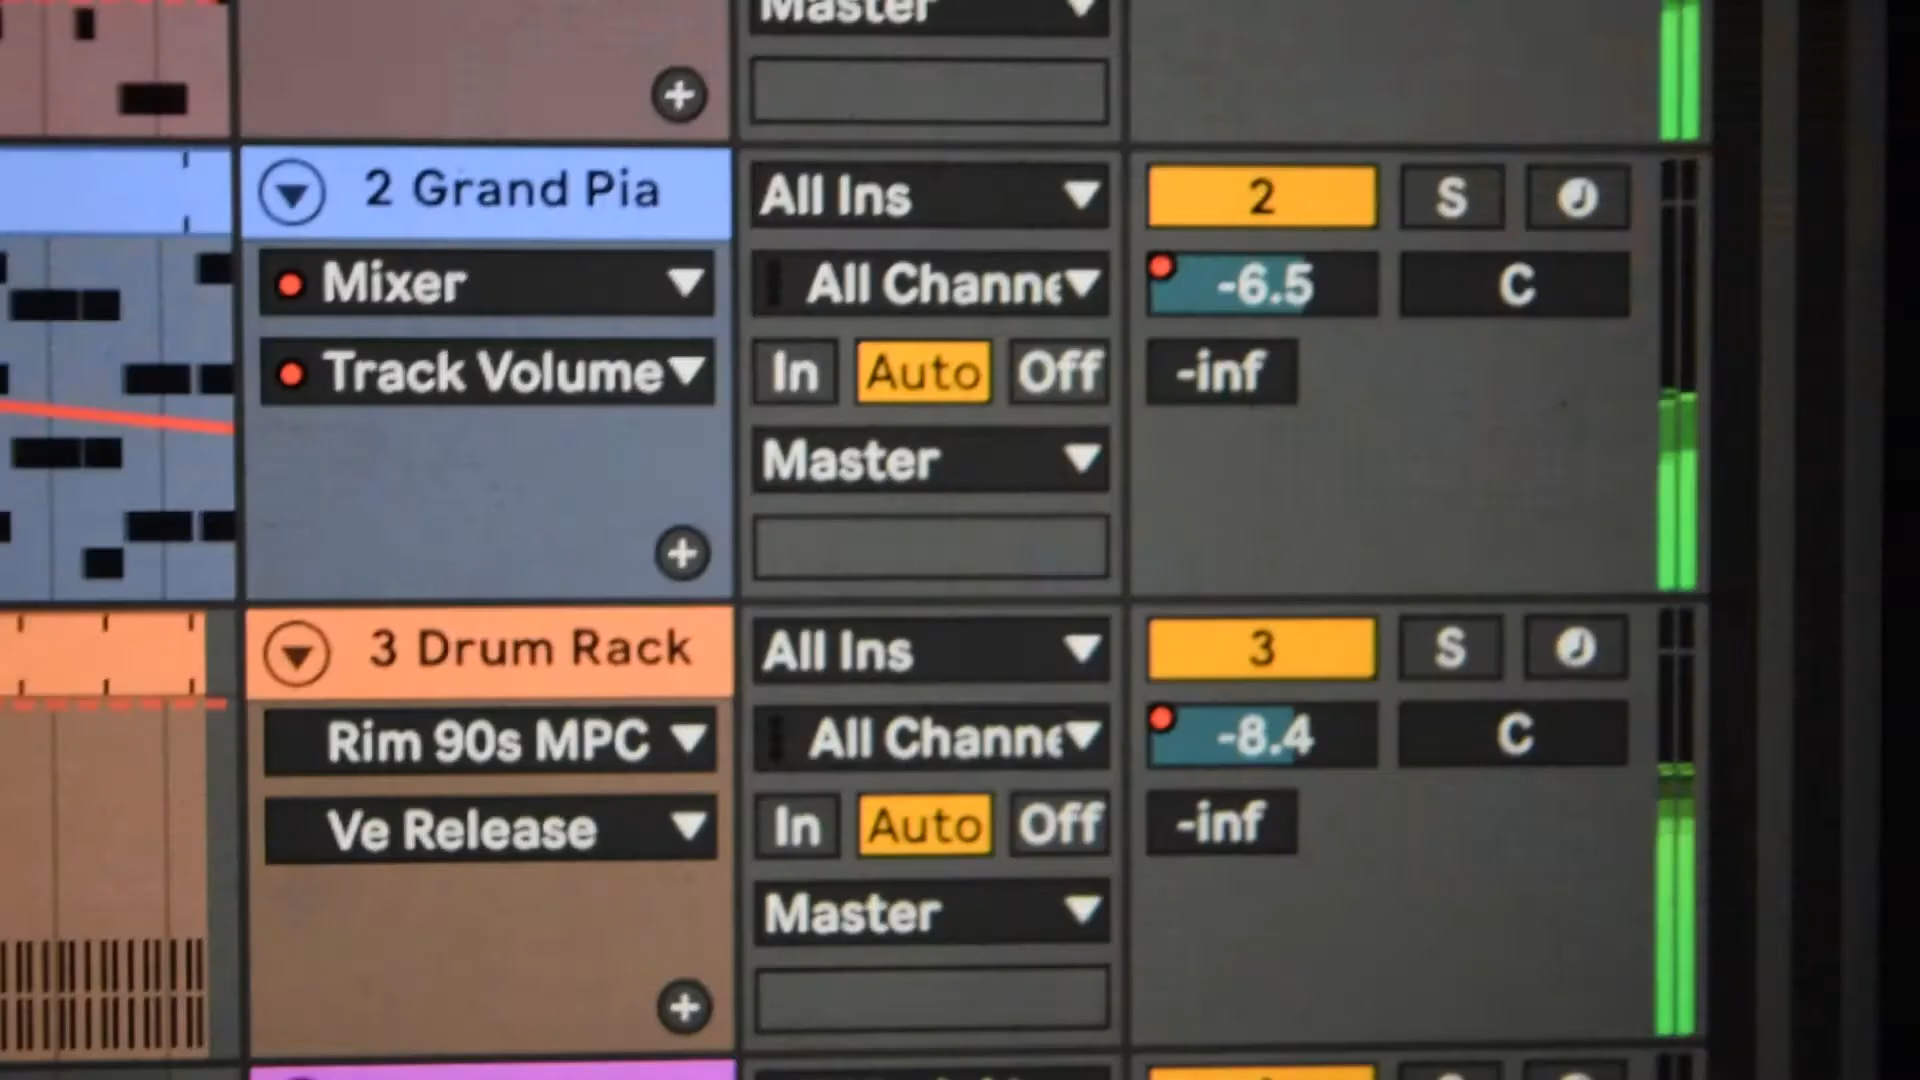 Master
2 Grand Pia
All Ins
2
S
Mixer
All Channe
-6.5
C
Track Volume
In
Auto
Off
-inf
Master
3 Drum Rack
All Ins
3
S
Rim 90s MPC
All Channe
-8.4
C
Ve Release
In
Auto
Off
-inf
Master